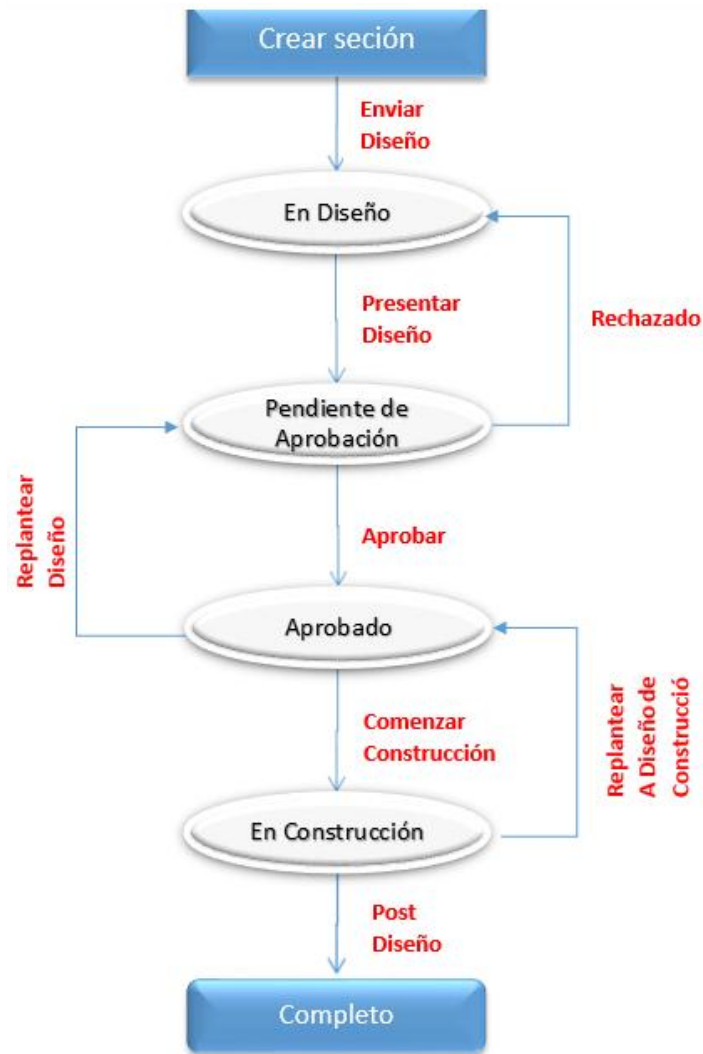 Crear seción
Enviar
Diseño
En Diseño
Presentar
Diseño
Rechazado
Pendiente de
Aprobación
Replantear
Diseño
Aprobar
Aprobado
Comenzar
Construcción
Replantear
A Diseño de
Construcció
En Construcción
Post
Diseño
Completo